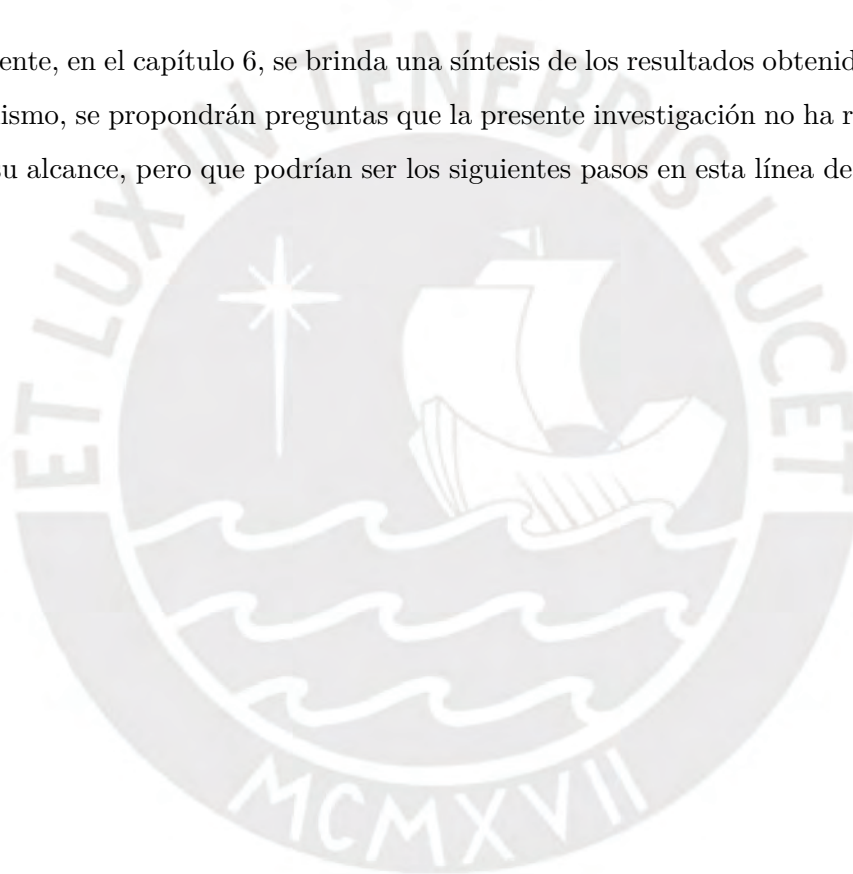 ente, en el capítulo 6, se brinda una síntesis de los resultados obtenid
ismo, se propondrán preguntas que la presente investigación no ha r
su alcance, pero que podrían ser los siguientes pasos en esta línea de
ET LUX IN TENEBRIS LUCET
MCMXVII